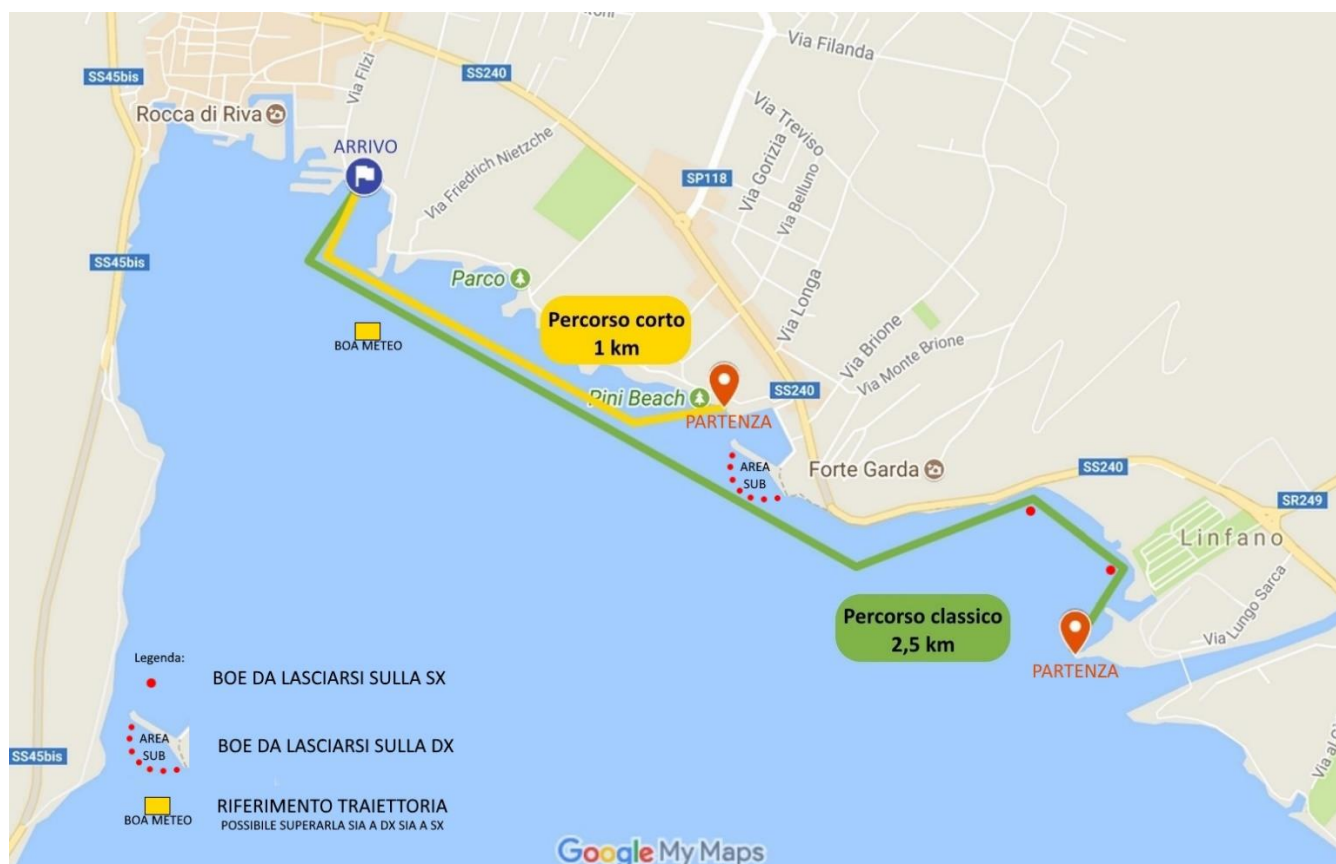 Via Filanda
SS45bis
Via Filzi
SS240
Rocca di Riva
Via Treviso
ARRIVO
Via Friedrich Nietzche
Via Gorizia
SP118
Via Belluno
SS45bis
Parco
Via Longa
Percorso corto
1 km
BOA METEO
Via Brione
Via Monte Brione
Pini Beach
SS240
PARTENZA
AREA
SUB
Forte Garda
SS240
SR249
Linfano
Percorso classico
2,5 km
Via Lungo Sarca
PARTENZA
Legenda:
BOE DA LASCIARSI SULLA SX
AREA
SUB
BOE DA LASCIARSI SULLA DX
SS45bis
BOA METEO
RIFERIMENTO TRAIETTORIA
POSSIBILE SUPERARLA SIA A DX SIA A SX
Google My Maps